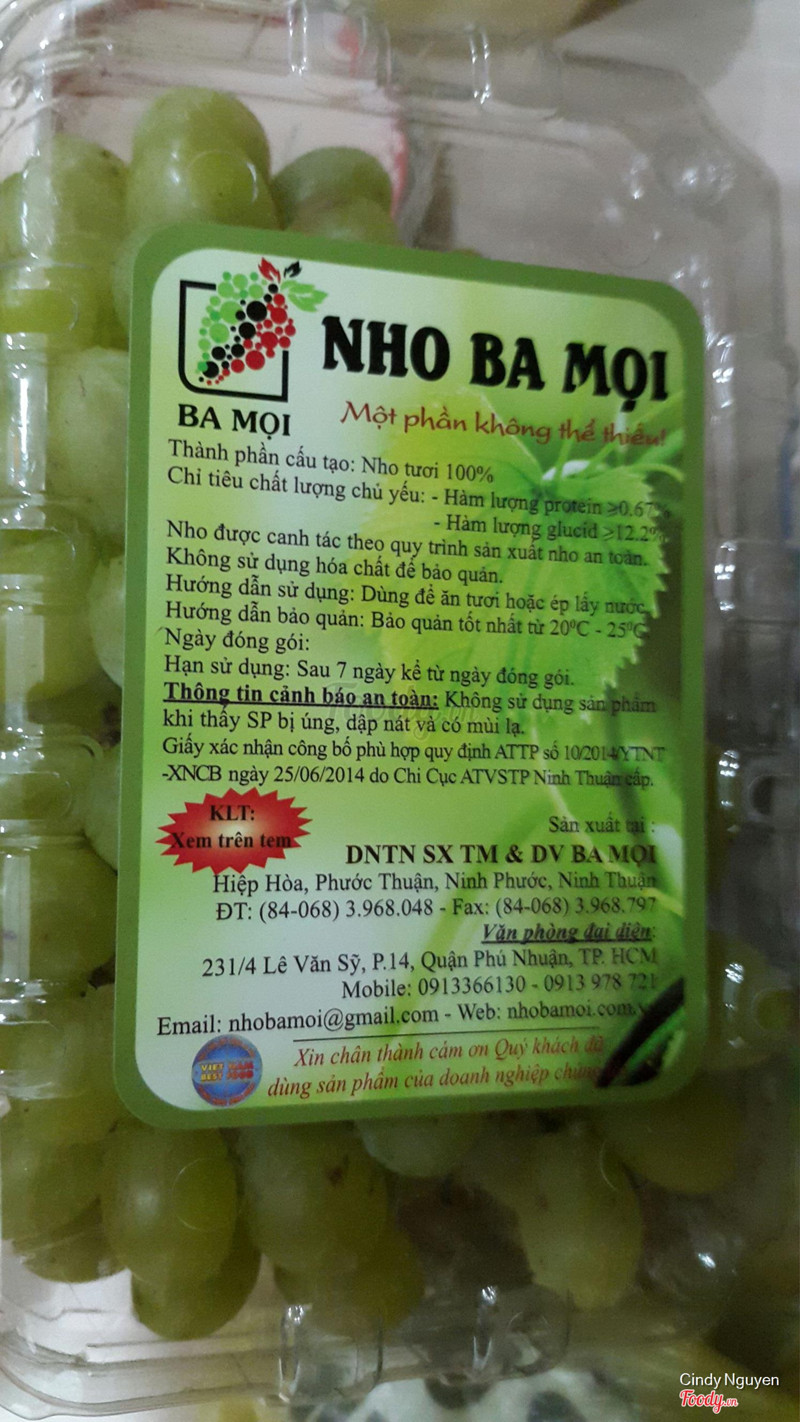 NHO BA MỌI
BA MỌI
Một phần không thể thiếu!
Thành phần cấu tạo: Nho tươi 100%
Chỉ tiêu chất lượng chủ yếu: - Hàm lượng protein ≥0.67%
- Hàm lượng glucid ≥12.2%
Nho được canh tác theo quy trình sản xuất nho an toàn.
Không sử dụng hóa chất để bảo quản.
Hướng dẫn sử dụng: Dùng để ăn tươi hoặc ép lấy nước.
Hướng dẫn bảo quản: Bảo quản tốt nhất từ 20⁰C - 25⁰C
Ngày đóng gói:
Hạn sử dụng: Sau 7 ngày kể từ ngày đóng gói.
Thông tin cảnh báo an toàn: Không sử dụng sản phẩm
khi thấy SP bị úng, dập nát và có mùi lạ.
Giấy xác nhận công bố phù hợp quy định ATTP số 10/2014/YTNT
-XNCB ngày 25/06/2014 do Chi Cục ATVSTP Ninh Thuận cấp.
KLT:
Xem trên tem
Sản xuất tại :
DNTN SX TM & DV BA MỌI
Hiệp Hòa, Phước Thuận, Ninh Phước, Ninh Thuận
ĐT: (84-068) 3.968.048 - Fax: (84-068) 3.968.797
Văn phòng đại diện:
231/4 Lê Văn Sỹ, P.14, Quận Phú Nhuận, TP. HCM
Mobile: 0913366130 - 0913 978 721
Email: nhobamoi@gmail.com - Web: nhobamoi.com
VIET NAM
BEST FOOD
Xin chân thành cảm ơn Quý khách đã
dùng sản phẩm của doanh nghiệp
Cindy Nguyen
Foody.vn